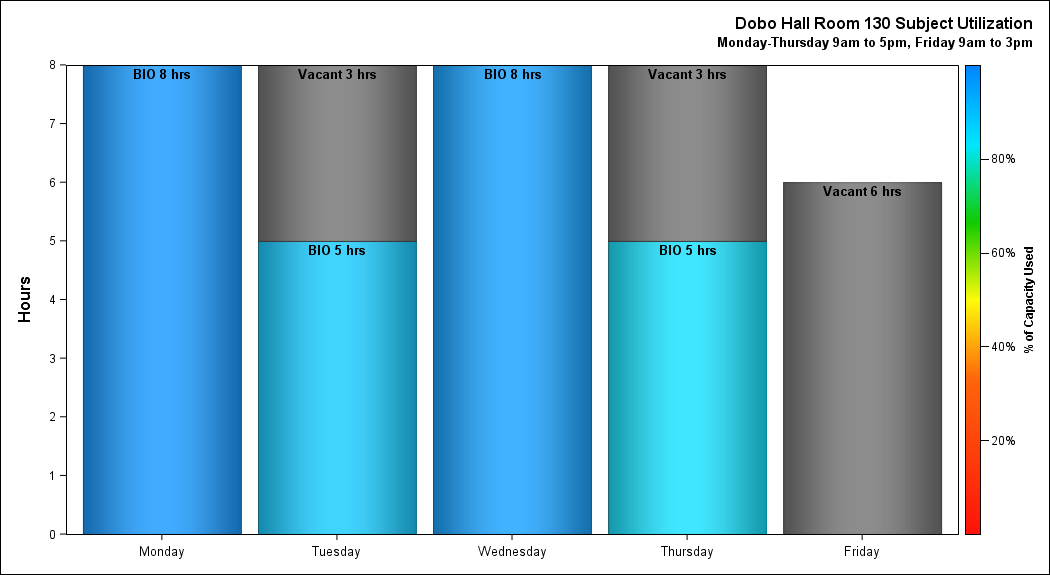 Dobo Hall Room 130 Subject Utilization
Monday-Thursday 9am to 5pm, Friday 9am to 3pm
8
7
6
5
4
3
2
1
0
Hours
BIO 8 hrs
Vacant 3 hrs
BIO 5 hrs
BIO 8 hrs
Vacant 3 hrs
BIO 5 hrs
Vacant 6 hrs
Monday
Tuesday
Wednesday
Thursday
Friday
80%
60%
40%
20%
% of Capacity Used